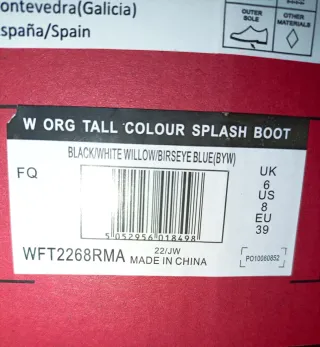 ontevedra(Galicia)
spaña/Spain
OUTER
SOLE
OTHER
MATERIALS
W ORG TALL COLOUR SPLASH BOOT
BLACK/WHITE WILLOW/BIRSEYE BLUE(BYW)
FQ
UK
6
US
8
EU
39
5 052956 018498
WFT2268RMA
22/JW
MADE IN CHINA
PO10080852